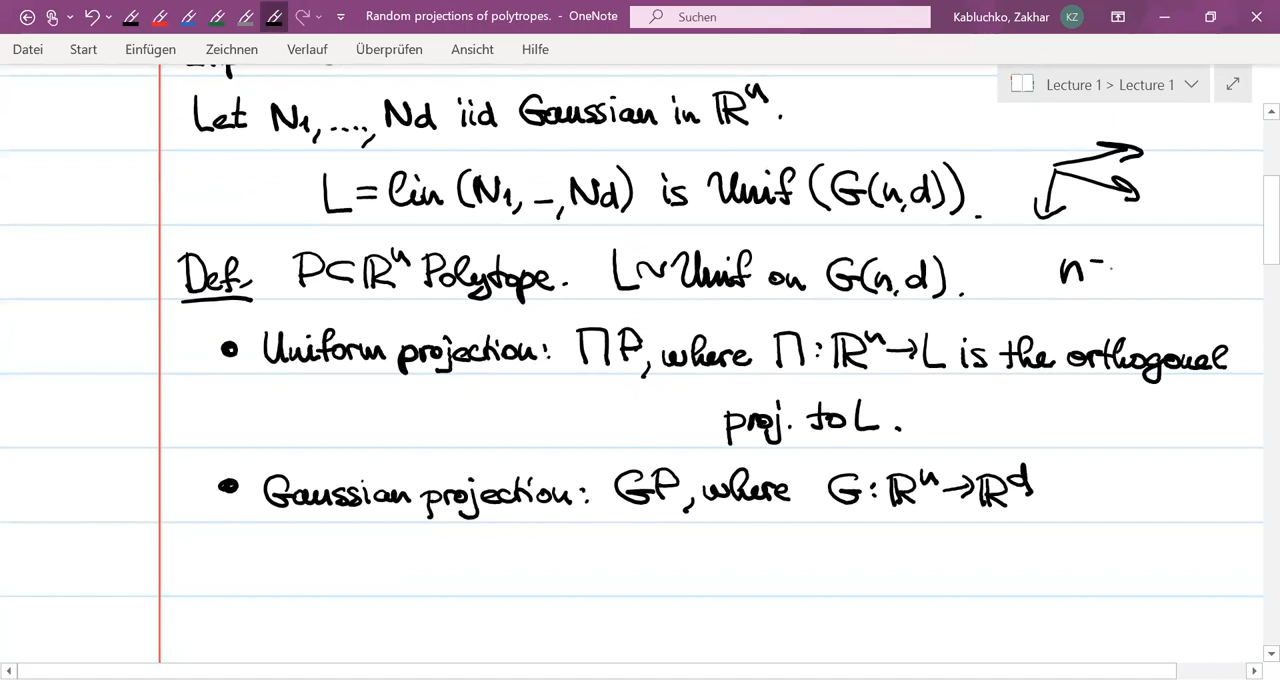 Random projections of polytopes. - OneNote
Suchen
Kabluchko, Zakhar
KZ
Datei Start Einfügen Zeichnen Verlauf Überprüfen Ansicht Hilfe
Lecture 1 > Lecture 1
Let N₁, ...., Nd iid Gaussian in ℝⁿ.
L = lin (N₁, –, Nd) is Unif (G(n,d)).
Def. P⊂ℝⁿ Polytope. L ~ Unif on G(n,d). n –
• Uniform projection: ΠP, where Π : ℝⁿ → L is the orthogonal
proj. to L.
• Gaussian projection: GP, where G : ℝⁿ → ℝᵈ